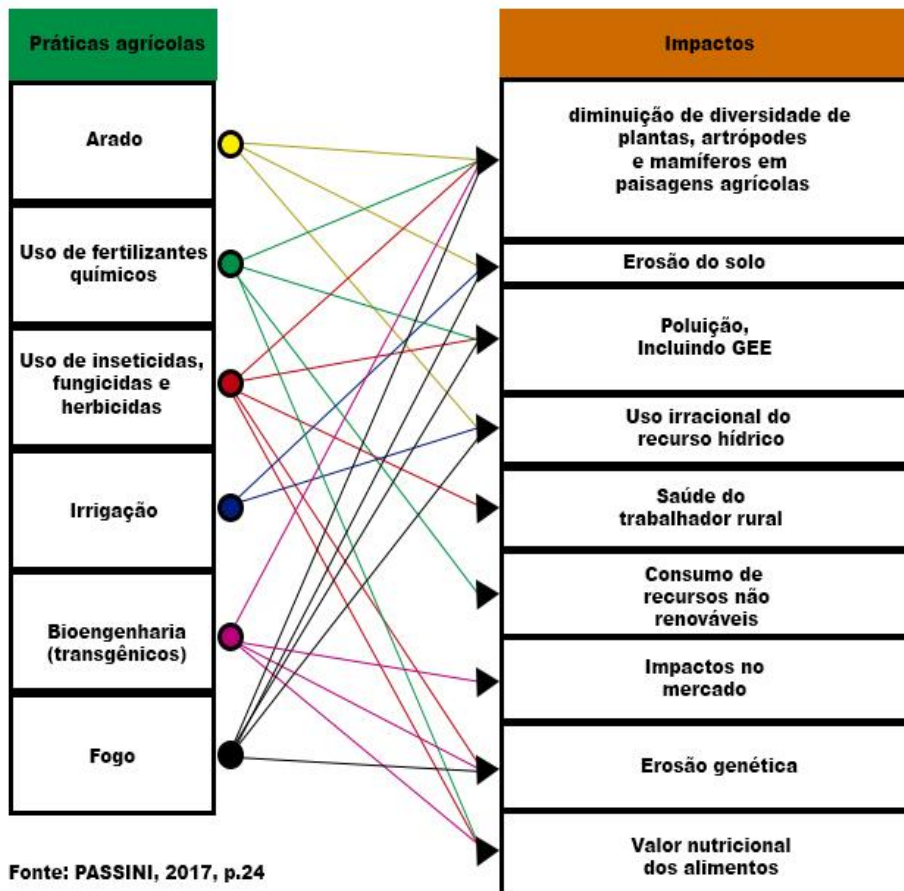 Práticas agrícolas
Arado
Uso de fertilizantes
químicos
Uso de inseticidas,
fungicidas e
herbicidas
Irrigação
Bioengenharia
(transgênicos)
Fogo
Impactos
diminuição de diversidade de
plantas, artrópodes
e mamíferos em
paisagens agrícolas
Erosão do solo
Poluição,
Incluindo GEE
Uso irracional do
recurso hídrico
Saúde do
trabalhador rural
Consumo de
recursos não
renováveis
Impactos no
mercado
Erosão genética
Valor nutricional
dos alimentos
Fonte: PASSINI, 2017, p.24